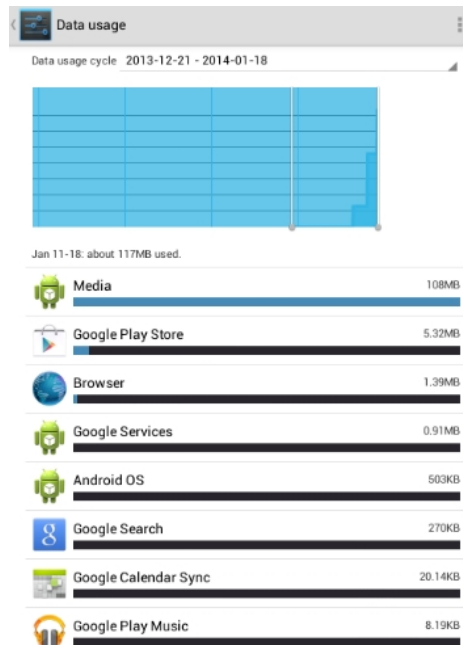 Data usage
Data usage cycle 2013-12-21 - 2014-01-18
Jan 11-18: about 117MB used.
Media 108MB
Google Play Store 5.32MB
Browser 1.39MB
Google Services 0.91MB
Android OS 503KB
8 Google Search 270KB
Google Calendar Sync 20.14KB
Google Play Music 8.19KB